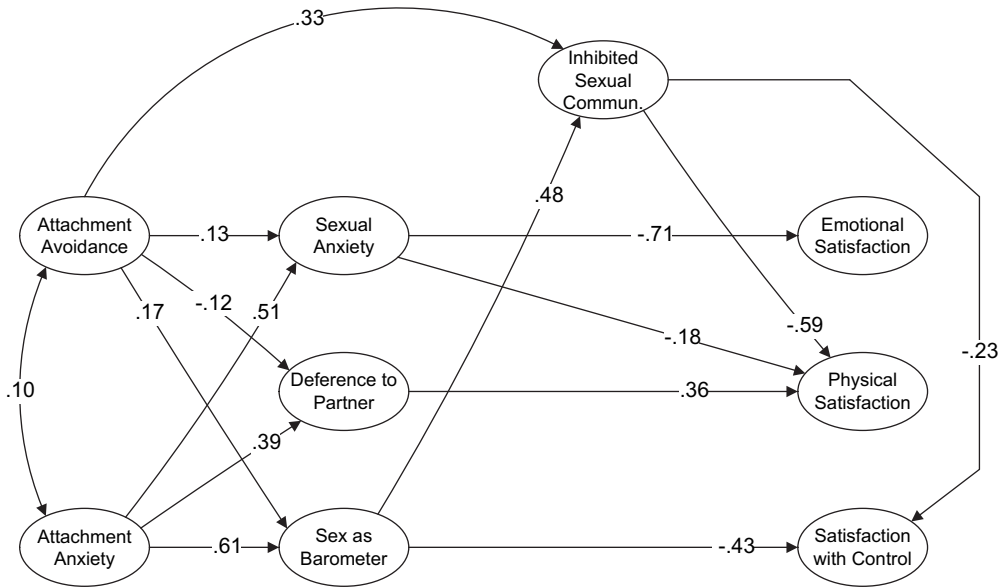 .33
Inhibited
Sexual
Commun.
.48
Attachment
Avoidance
.13
Sexual
Anxiety
-.71
Emotional
Satisfaction
-.12
.17
.51
-.18
-.59
-.23
.10
Deference to
Partner
.36
Physical
Satisfaction
.39
Attachment
Anxiety
.61
Sex as
Barometer
-.43
Satisfaction
with Control